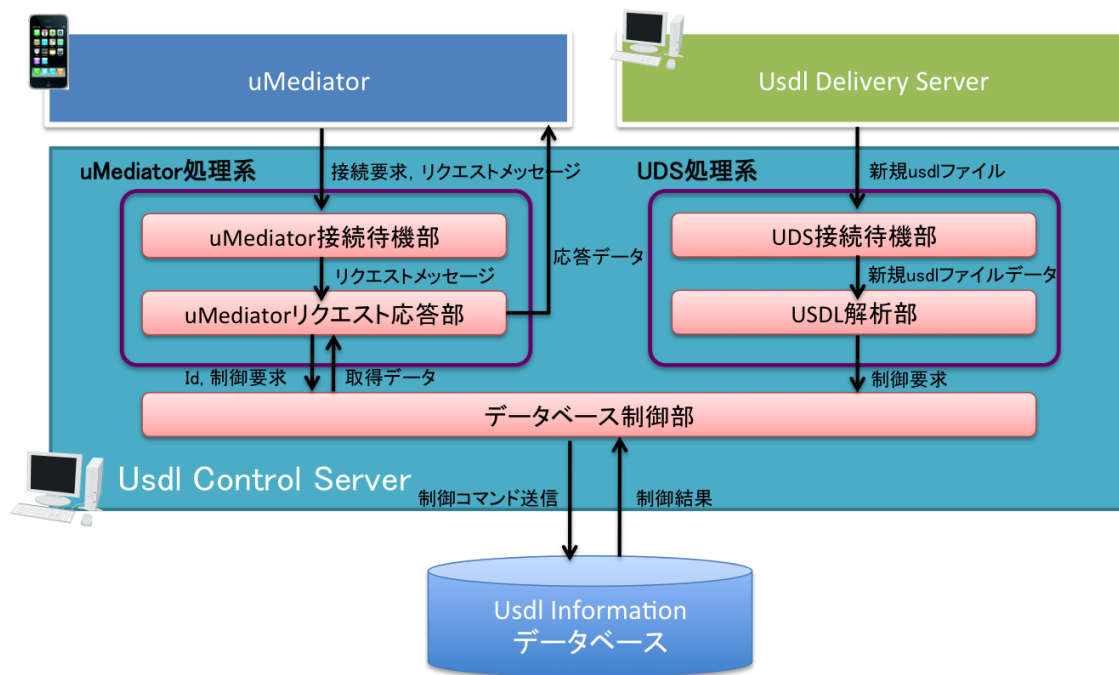 uMediator
Usdl Delivery Server
uMediator処理系
接続要求, リクエストメッセージ
UDS処理系
新規usdlファイル
uMediator接続待機部
UDS接続待機部
リクエストメッセージ
応答データ
新規usdlファイルデータ
uMediatorリクエスト応答部
USDL解析部
Id, 制御要求
取得データ
制御要求
データベース制御部
Usdl Control Server
制御コマンド送信
制御結果
Usdl Information
データベース